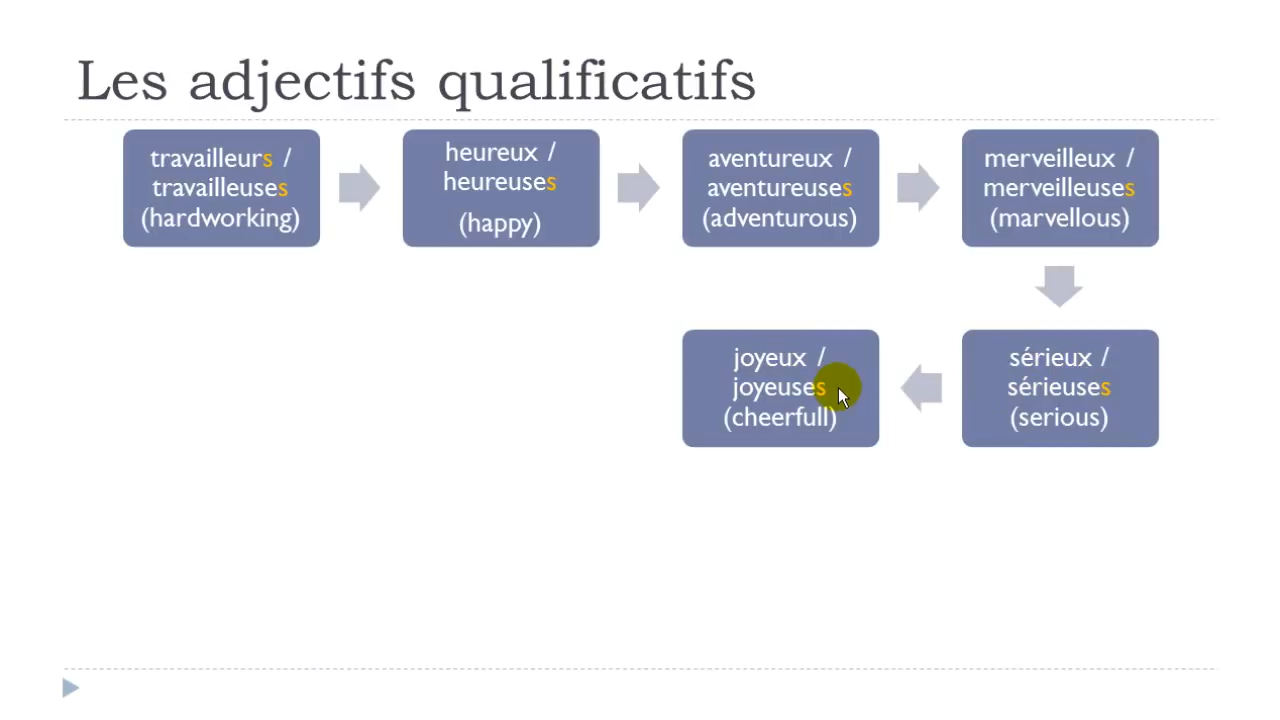 Les adjectifs qualificatifs
travailleurs /
travailleuses
(hardworking)
heureux /
heureuses
(happy)
aventureux /
aventureuses
(adventurous)
merveilleux /
merveilleuses
(marvellous)
sérieux /
sérieuses
(serious)
joyeux /
joyeuses
(cheerfull)